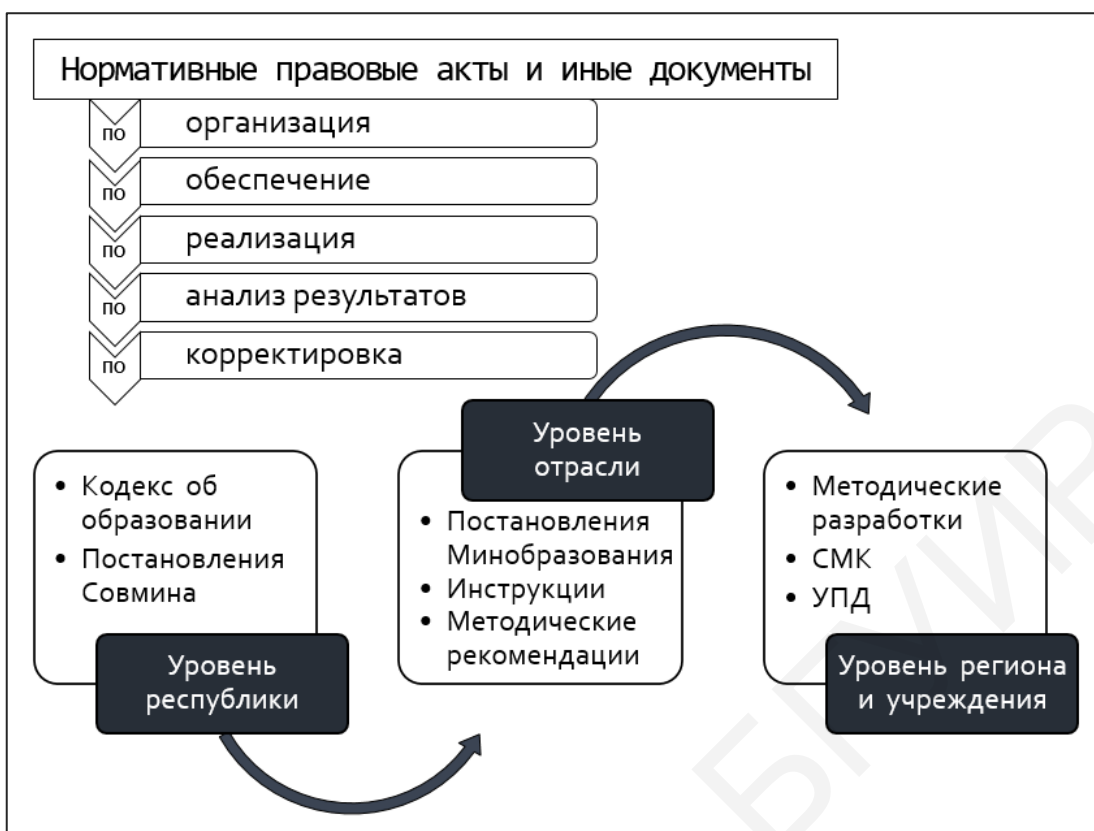 Нормативные правовые акты и иные документы
по организация
по обеспечение
по реализация
по анализ результатов
по корректировка
• Кодекс об
образовании
• Постановления
Совмина
Уровень
республики
Уровень
отрасли
• Постановления
Минобразования
• Инструкции
• Методические
рекомендации
• Методические
разработки
• СМК
• УПД
Уровень региона
и учреждения
БГУИР